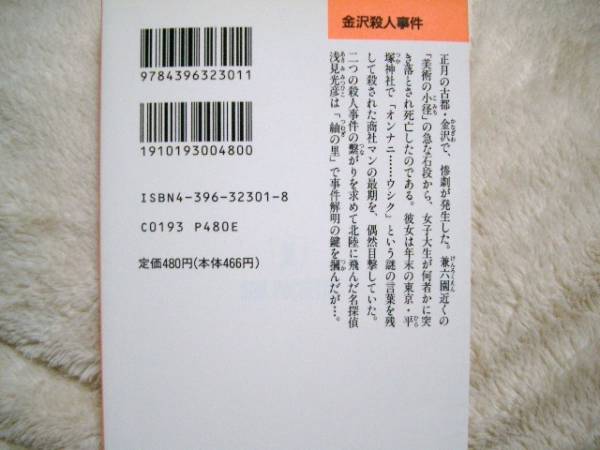 金沢殺人事件
正月の古都・金沢で、惨劇が発生した。兼六園近くの
「美術の小径」の急な石段から、女子大生が何者かに突
き落とされ死亡したのである。彼女は年末の東京・平
塚神社で「オンナニ……ウシク」という謎の言葉を残
して殺された商社マンの最期を、偶然目撃していた。
二つの殺人事件の繋がりを求めて北陸に飛んだ名探偵
浅見光彦は「紬の里」で事件解明の鍵を摑んだが…。
9784396323011
1910193004800
ISBN4-396-32301-8
C0193 P480E
定価480円(本体466円)